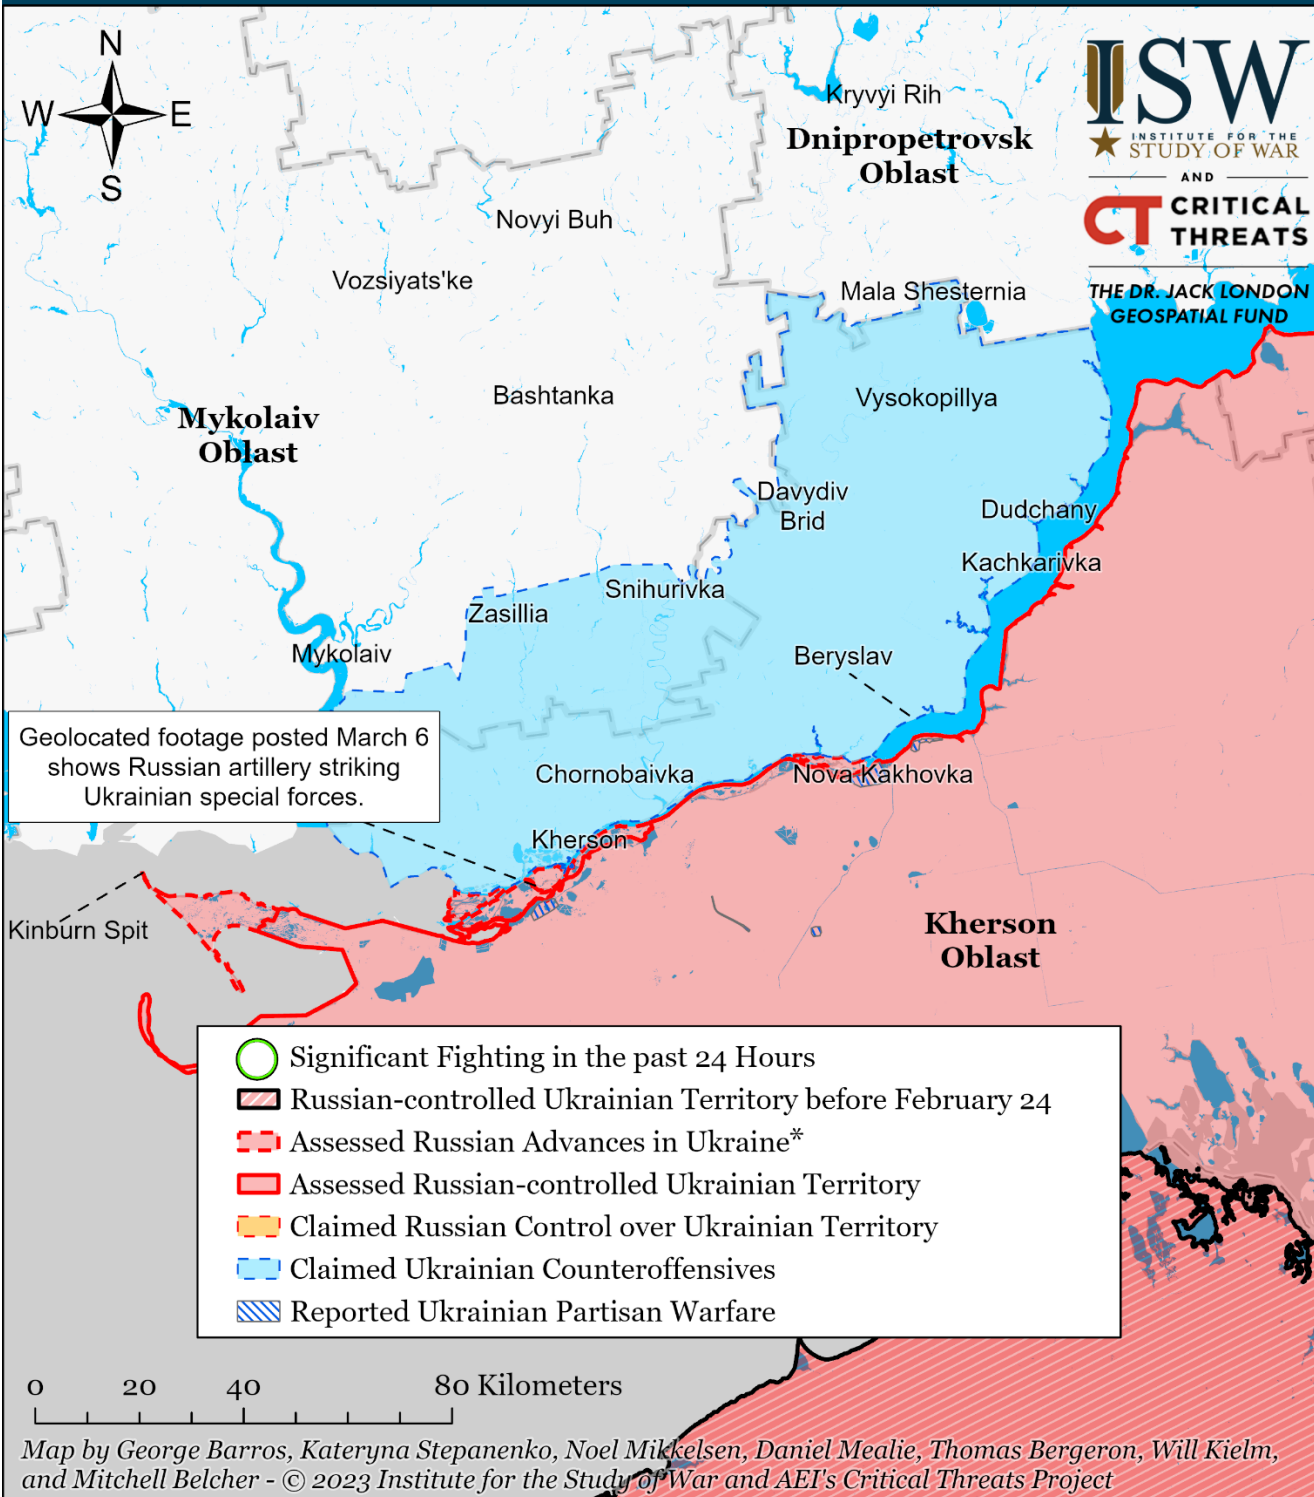 N
W E
S
Kryvyi Rih
Dnipropetrovsk
Oblast
ISW
INSTITUTE FOR THE
STUDY OF WAR
AND
CT CRITICAL
THREATS
THE DR. JACK LONDON
GEOSPATIAL FUND
Novyi Buh
Vozsiyats'ke
Mala Shesternia
Bashtanka
Vysokopillya
Mykolaiv
Oblast
Davydiv
Brid
Dudchany
Kachkarivka
Snihurivka
Zasillia
Mykolaiv
Beryslav
Geolocated footage posted March 6
shows Russian artillery striking
Ukrainian special forces.
Chornobaivka
Nova Kakhovka
Kherson
Kinburn Spit
Kherson
Oblast
Significant Fighting in the past 24 Hours
Russian-controlled Ukrainian Territory before February 24
Assessed Russian Advances in Ukraine*
Assessed Russian-controlled Ukrainian Territory
Claimed Russian Control over Ukrainian Territory
Claimed Ukrainian Counteroffensives
Reported Ukrainian Partisan Warfare
0 20 40 80 Kilometers
Map by George Barros, Kateryna Stepanenko, Noel Mikkelsen, Daniel Mealie, Thomas Bergeron, Will Kielm,
and Mitchell Belcher - © 2023 Institute for the Study of War and AEI's Critical Threats Project